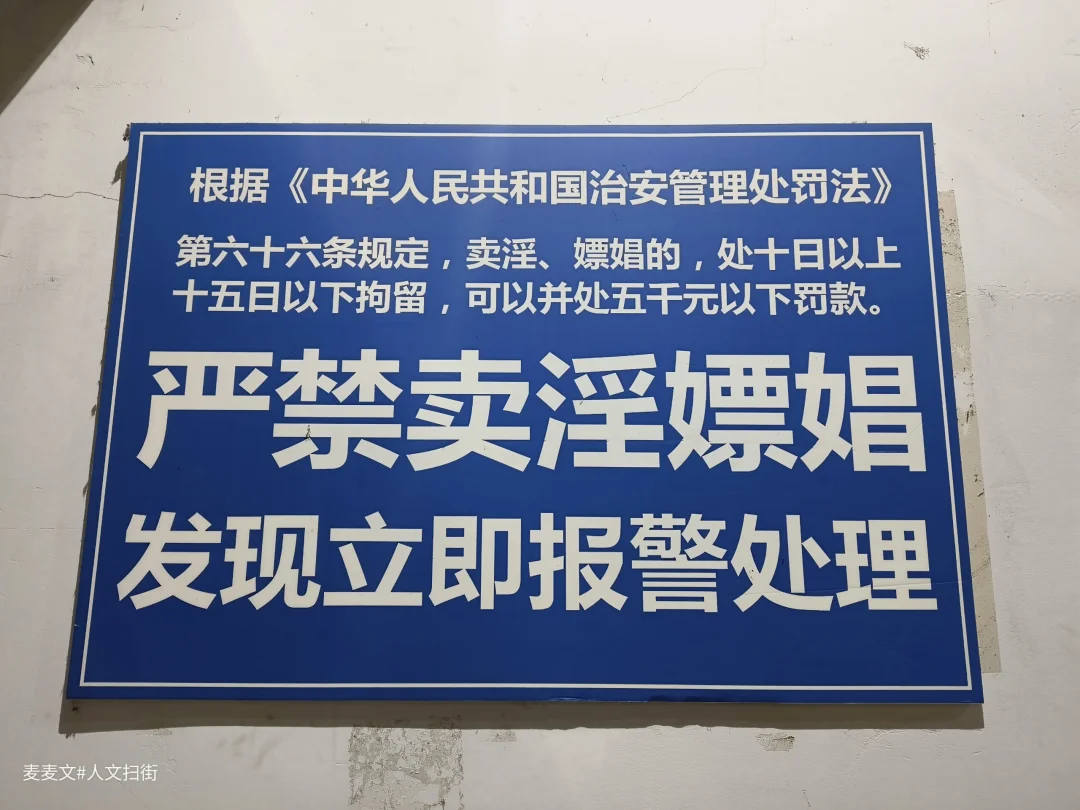 根据《中华人民共和国治安管理处罚法》
第六十六条规定，卖淫、嫖娼的，处十日以上
十五日以下拘留，可以并处五千元以下罚款。
严禁卖淫嫖娼
发现立即报警处理
麦麦文#人文扫街